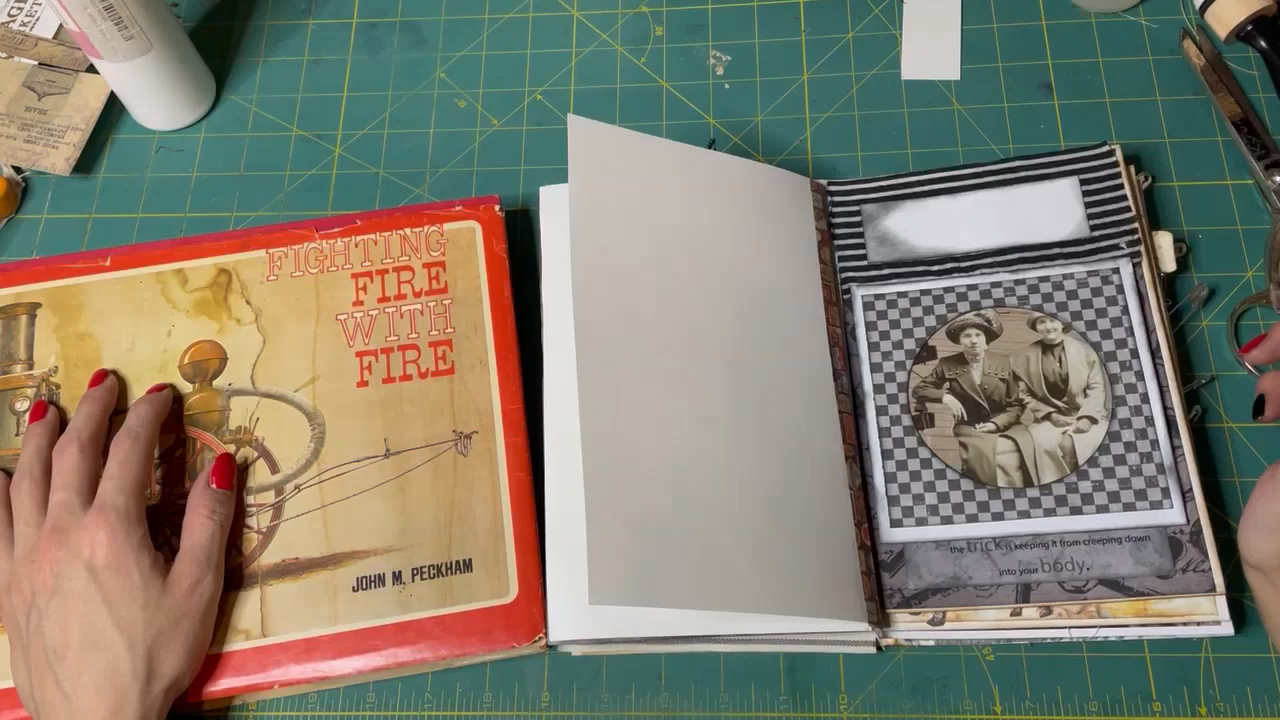 FIGHTING
FIRE
WITH
FIRE
JOHN M. PECKHAM
the trick is keeping it from creeping down
into your body.